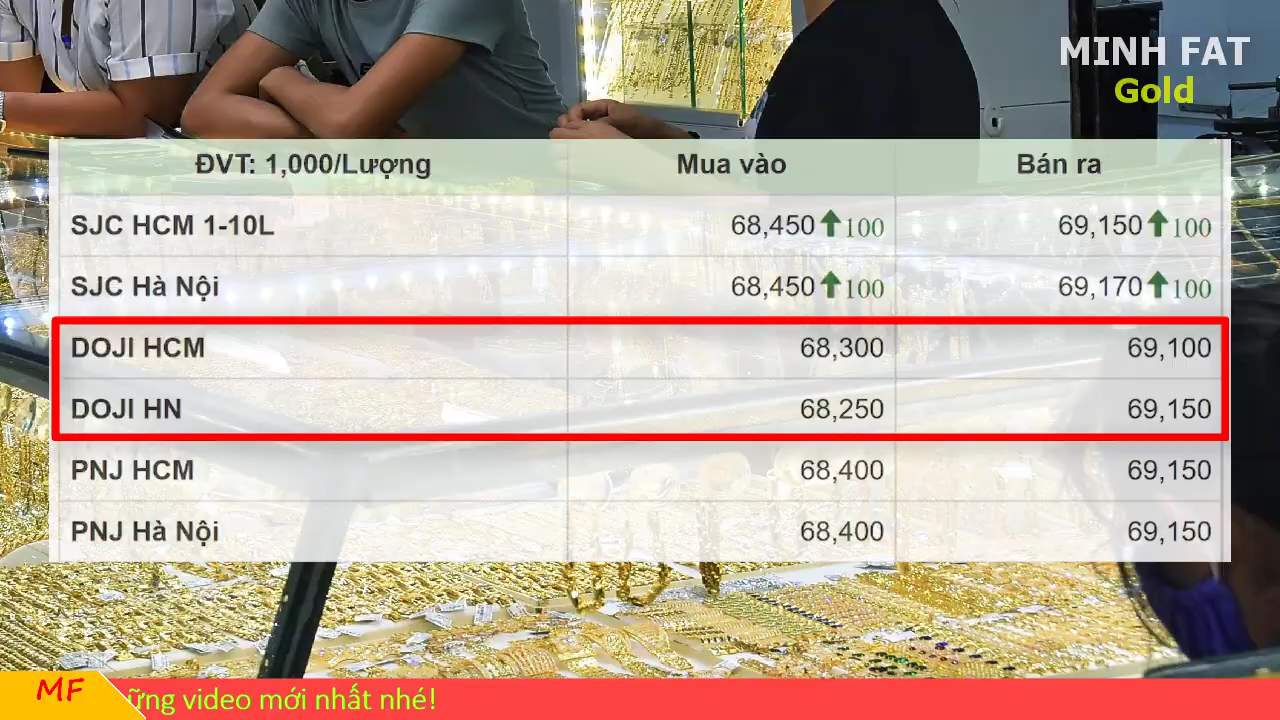 MINH FAT
Gold
ĐVT: 1,000/Lượng Mua vào Bán ra
SJC HCM 1-10L 68,450 100 69,150 100
SJC Hà Nội 68,450 100 69,170 100
DOJI HCM 68,300 69,100
DOJI HN 68,250 69,150
PNJ HCM 68,400 69,150
PNJ Hà Nội 68,400 69,150
MF video mới nhất nhé!